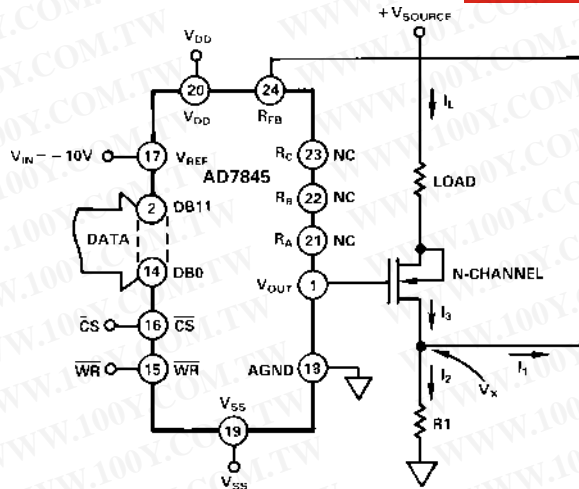 + VSOURCE
VDD
20
VDD
24
RFB
IL
VIN = −10V
17
VREF
RC
23
NC
AD7845
LOAD
2
DB11
RB
22
NC
DATA
RA
21
NC
14
DB0
VOUT
1
N-CHANNEL
CS
16
CS
I3
WR
15
WR
AGND
18
I2
I1
VX
VSS
19
R1
VSS
WWW.100Y.COM.TW